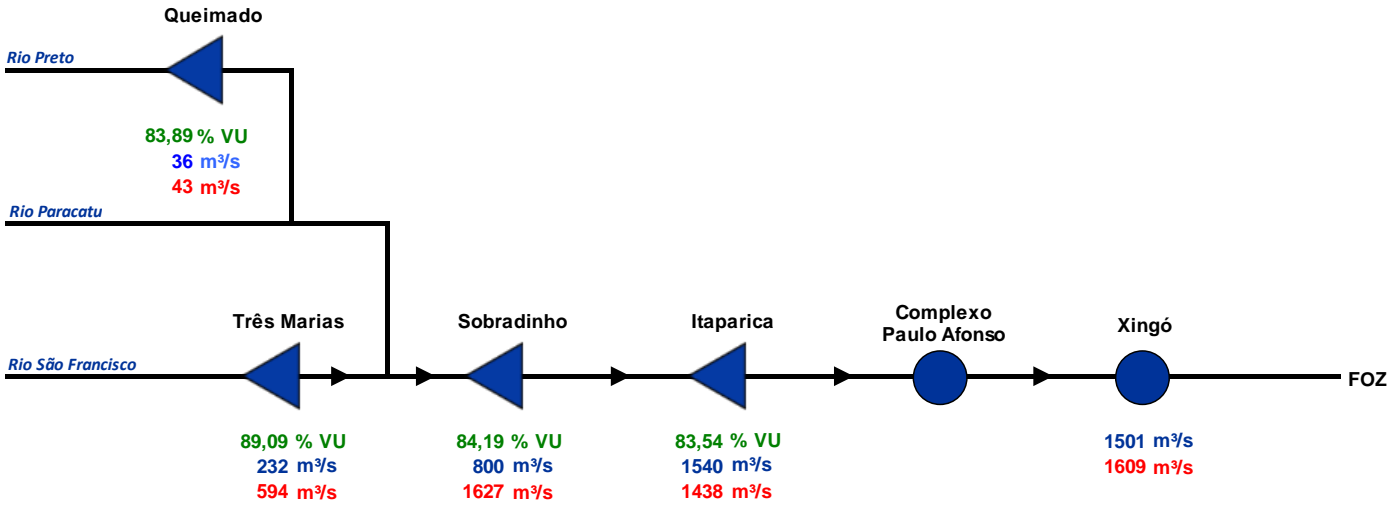 Queimado
Rio Preto
83,89 % VU
36 m³/s
43 m³/s
Rio Paracatu
Três Marias
Sobradinho
Itaparica
Complexo
Paulo Afonso
Xingó
Rio São Francisco
FOZ
89,09 % VU
232 m³/s
594 m³/s
84,19 % VU
800 m³/s
1627 m³/s
83,54 % VU
1540 m³/s
1438 m³/s
1501 m³/s
1609 m³/s